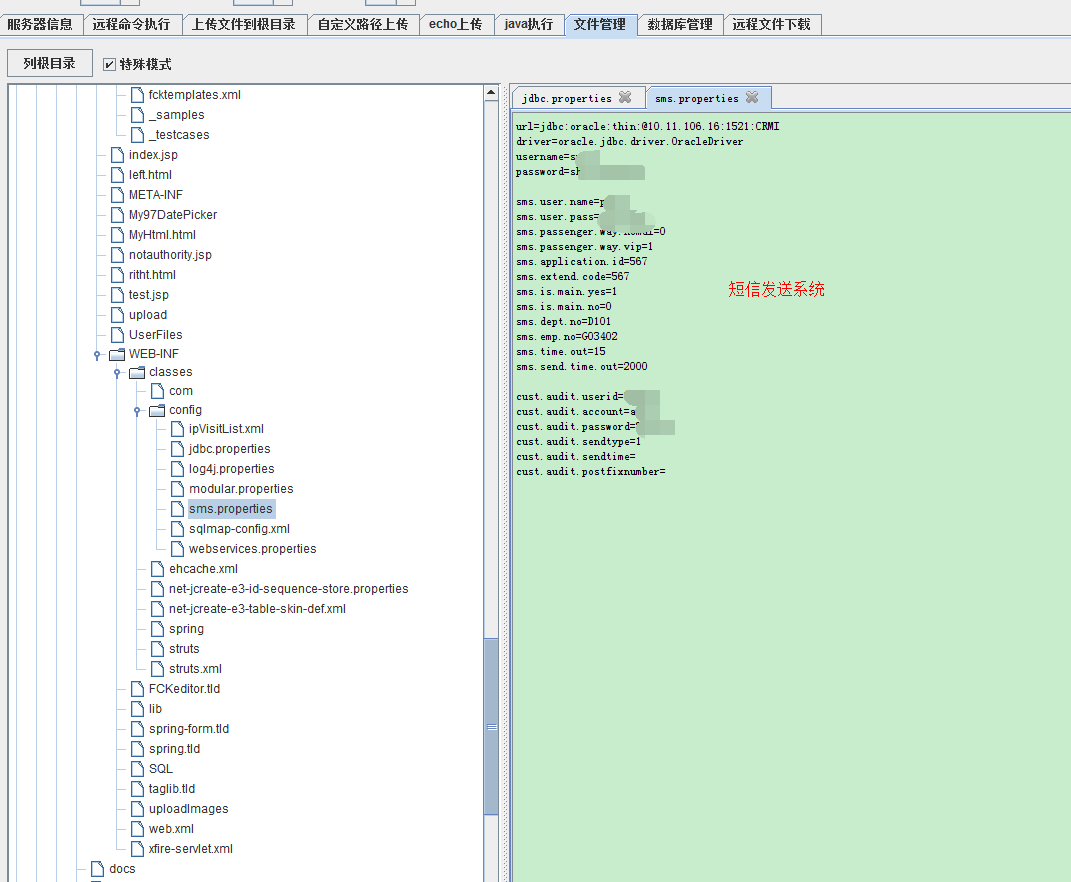 服务器信息 远程命令执行 上传文件到根目录 自定义路径上传 echo上传 java执行 文件管理 数据库管理 远程文件下载
列根目录 特殊模式
fcktemplates.xml
_samples
_testcases
index.jsp
left.html
META-INF
My97DatePicker
MyHtml.html
notauthority.jsp
ritht.html
test.jsp
upload
UserFiles
WEB-INF
classes
com
config
ipVisitList.xml
jdbc.properties
log4j.properties
modular.properties
sms.properties
sqlmap-config.xml
webservices.properties
ehcache.xml
net-jcreate-e3-id-sequence-store.properties
net-jcreate-e3-table-skin-def.xml
spring
struts
struts.xml
FCKeditor.tld
lib
spring-form.tld
spring.tld
SQL
taglib.tld
uploadImages
web.xml
xfire-servlet.xml
docs
jdbc.properties sms.properties
url=jdbc:oracle:thin:@10.11.106.16:1521:CRMI
driver=oracle.jdbc.driver.OracleDriver
username=s
password=sh
sms.user.name=p
sms.user.pass=
sms.passenger.way.=0
sms.passenger.way.vip=1
sms.application.id=567
sms.extend.code=567
sms.is.main.yes=1
sms.is.main.no=0
sms.dept.no=D101
sms.emp.no=G03402
sms.time.out=15
sms.send.time.out=2000
cust.audit.userid=
cust.audit.account=a
cust.audit.password=
cust.audit.sendtype=1
cust.audit.sendtime=
cust.audit.postfixnumber=
短信发送系统